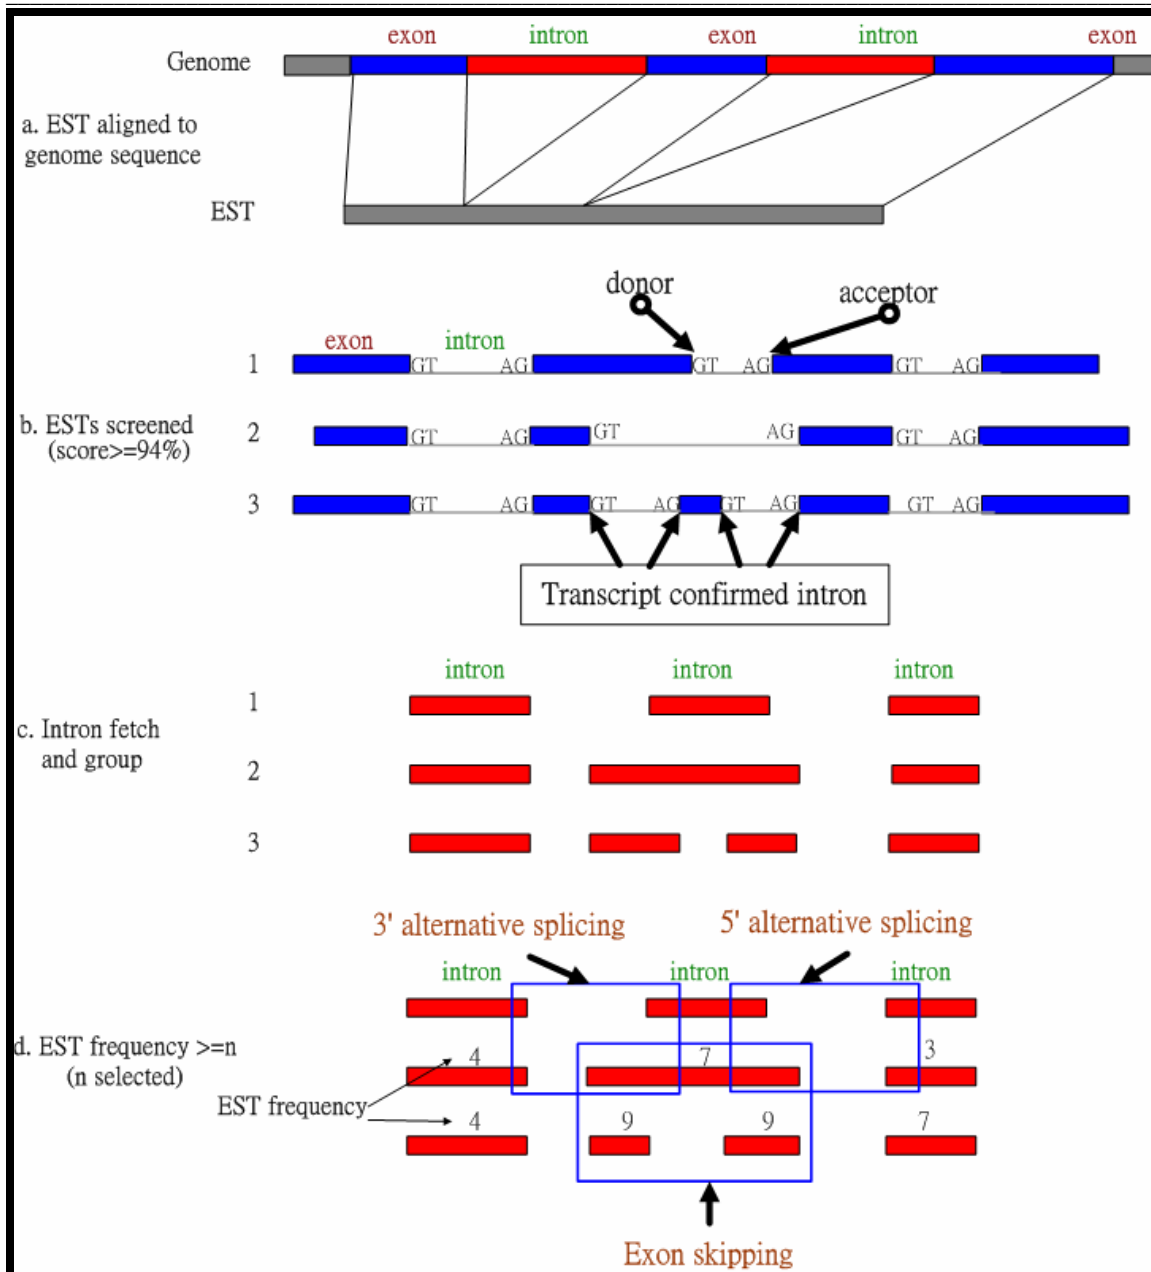 exon intron exon intron exon
Genome
a. EST aligned to
genome sequence
EST
donor
acceptor
exon intron
1 GT AG GT AG GT AG
b. ESTs screened
(score>=94%)
2 GT AG GT AG GT AG
3 GT AG GT AG GT AG GT AG
Transcript confirmed intron
intron intron intron
1
c. Intron fetch
and group
2
3
3' alternative splicing
5' alternative splicing
intron intron intron
d. EST frequency >=n
(n selected)
4 7 3
EST frequency
4 9 9 7
Exon skipping